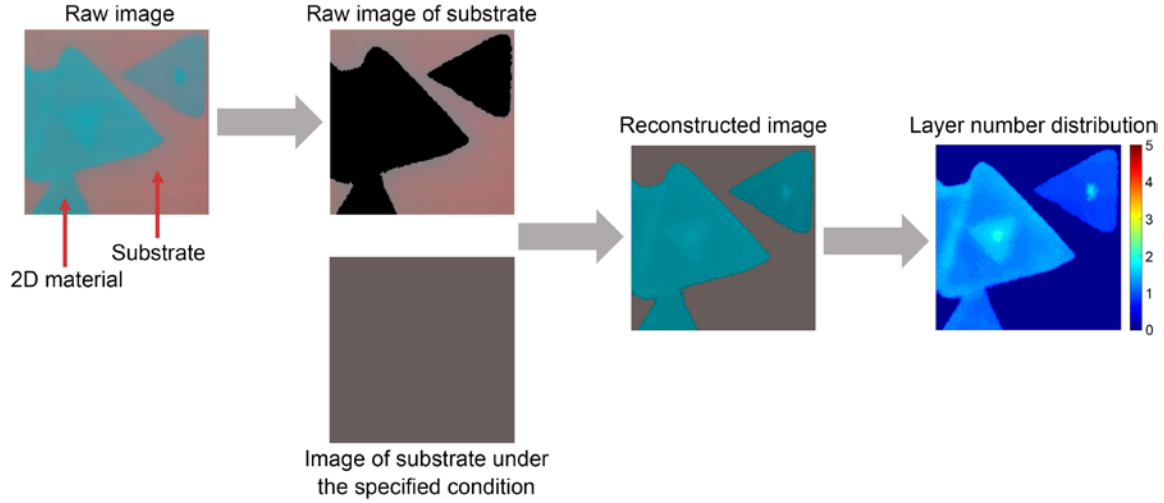 Raw image
Raw image of substrate
Substrate
2D material
Reconstructed image
Layer number distribution
5
4
3
2
1
0
Image of substrate under
the specified condition